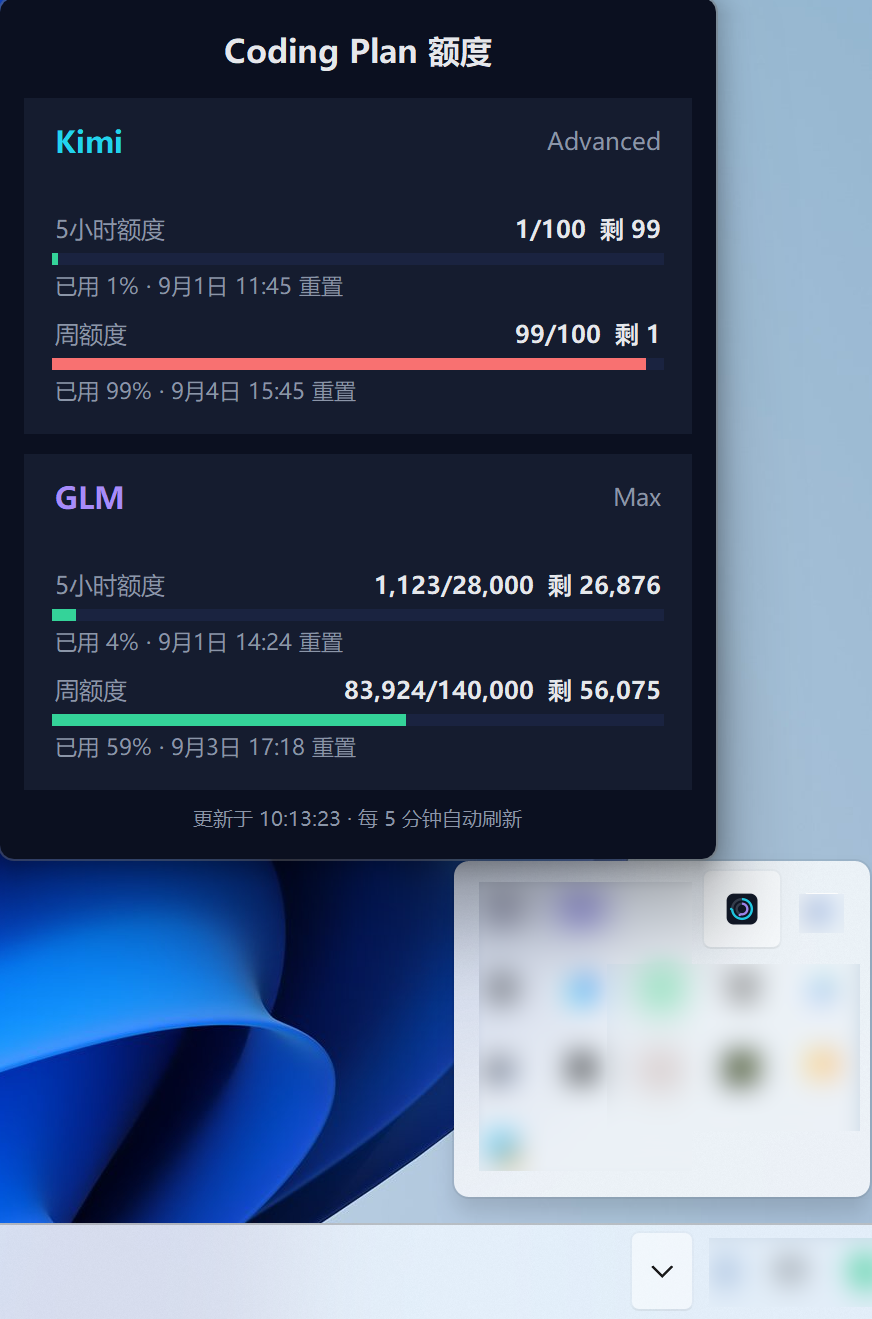 Coding Plan 额度
Kimi Advanced
5小时额度 1/100 剩 99
已用 1% · 9月1日 11:45 重置
周额度 99/100 剩 1
已用 99% · 9月4日 15:45 重置
GLM Max
5小时额度 1,123/28,000 剩 26,876
已用 4% · 9月1日 14:24 重置
周额度 83,924/140,000 剩 56,075
已用 59% · 9月3日 17:18 重置
更新于 10:13:23 · 每 5 分钟自动刷新